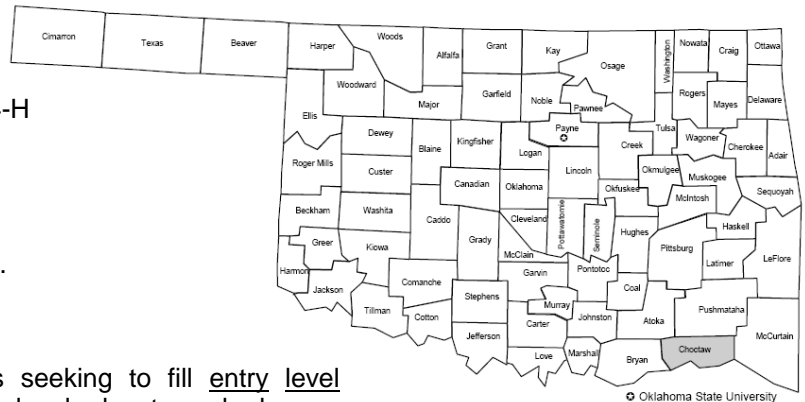 Cimarron Texas Beaver Harper Woods Alfalfa Grant Kay Osage Washington Nowata Craig Ottawa
Woodward Major Garfield Noble Pawnee Rogers Mayes Delaware
-H
Ellis Dewey Blaine Kingfisher Logan Payne Creek Tulsa Wagoner Cherokee Adair
Roger Mills Custer Canadian Oklahoma Lincoln Okfuskee Okmulgee Muskogee Sequoyah
McIntosh
Beckham Washita Caddo Grady Cleveland Pottawatomie Seminole Hughes Pittsburg Haskell
Greer Kiowa McClain Latimer LeFlore
.
Harmon Jackson Comanche Garvin Pontotoc Coal
Tillman Cotton Stephens Murray Johnston Atoka Pushmataha McCurtain
Jefferson Carter Love Marshall Bryan Choctaw
s seeking to fill entry level
Oklahoma State University